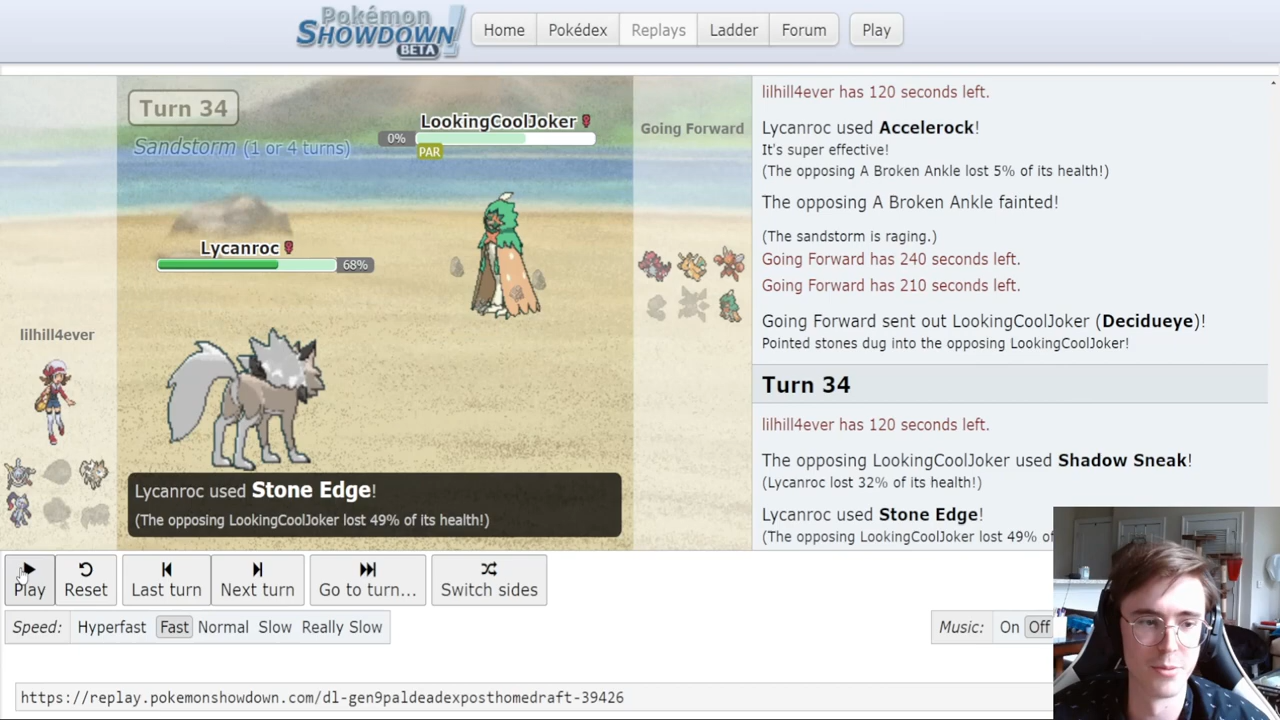 Pokémon
SHOWDOWN!
BETA
Home
Pokédex
Replays
Ladder
Forum
Play
Turn 34
Sandstorm (1 or 4 turns)
LookingCoolJoker
0%
PAR
Lycanroc
68%
lilhill4ever
Going Forward
Lycanroc used Stone Edge!
(The opposing LookingCoolJoker lost 49% of its health!)
lilhill4ever has 120 seconds left.
Lycanroc used Accelerock!
It's super effective!
(The opposing A Broken Ankle lost 5% of its health!)
The opposing A Broken Ankle fainted!
(The sandstorm is raging.)
Going Forward has 240 seconds left.
Going Forward has 210 seconds left.
Going Forward sent out LookingCoolJoker (Decidueye)!
Pointed stones dug into the opposing LookingCoolJoker!
Turn 34
lilhill4ever has 120 seconds left.
The opposing LookingCoolJoker used Shadow Sneak!
(Lycanroc lost 32% of its health!)
Lycanroc used Stone Edge!
(The opposing LookingCoolJoker lost 49% of
Play
Reset
Last turn
Next turn
Go to turn...
Switch sides
Speed: Hyperfast Fast Normal Slow Really Slow
Music: On Off
https://replay.pokemonshowdown.com/dl-gen9paldeadexposthomedraft-39426